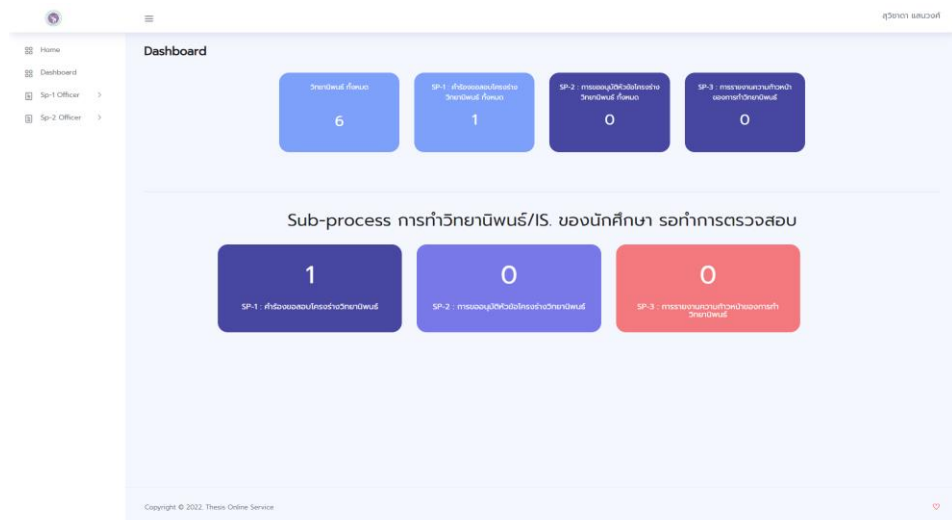 สุวิชาดา แสนวงศ์
Home
Dashboard
Sp-1 Officer
Sp-2 Officer
Dashboard
วิทยานิพนธ์ ทั้งหมด
6
SP-1 : คำร้องขอสอบโครงร่าง
วิทยานิพนธ์ ทั้งหมด
1
SP-2 : การขออนุมัติหัวข้อโครงร่าง
วิทยานิพนธ์ ทั้งหมด
0
SP-3 : การรายงานความก้าวหน้า
ของการทำวิทยานิพนธ์
0
Sub-process การทำวิทยานิพนธ์/IS. ของนักศึกษา รอทำการตรวจสอบ
1
SP-1 : คำร้องขอสอบโครงร่างวิทยานิพนธ์
0
SP-2 : การขออนุมัติหัวข้อโครงร่างวิทยานิพนธ์
0
SP-3 : การรายงานความก้าวหน้าของการทำ
วิทยานิพนธ์
Copyright © 2022. Thesis Online Service